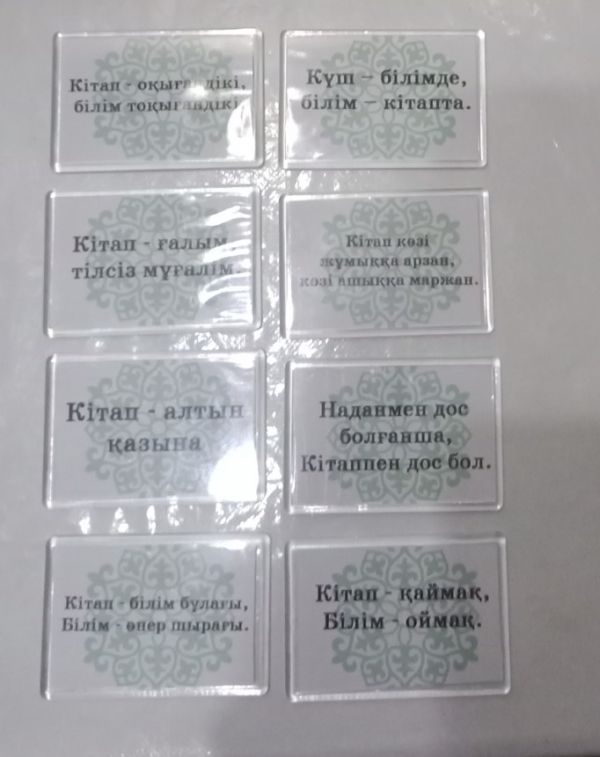 Кітап - оқығандікі,
білім тоқығандікі
Күш – білімде,
білім – кітапта.
Кітап - ғалым,
тілсіз мұғалім.
Кітап көзі
жұмыққа арзан,
көзі ашыққа маржан.
Кітап - алтын
қазына
Наданмен дос
болғанша,
Кітаппен дос бол.
Кітап - білім бұлағы,
Білім - өнер шырағы.
Кітап - қаймақ,
Білім - оймақ.